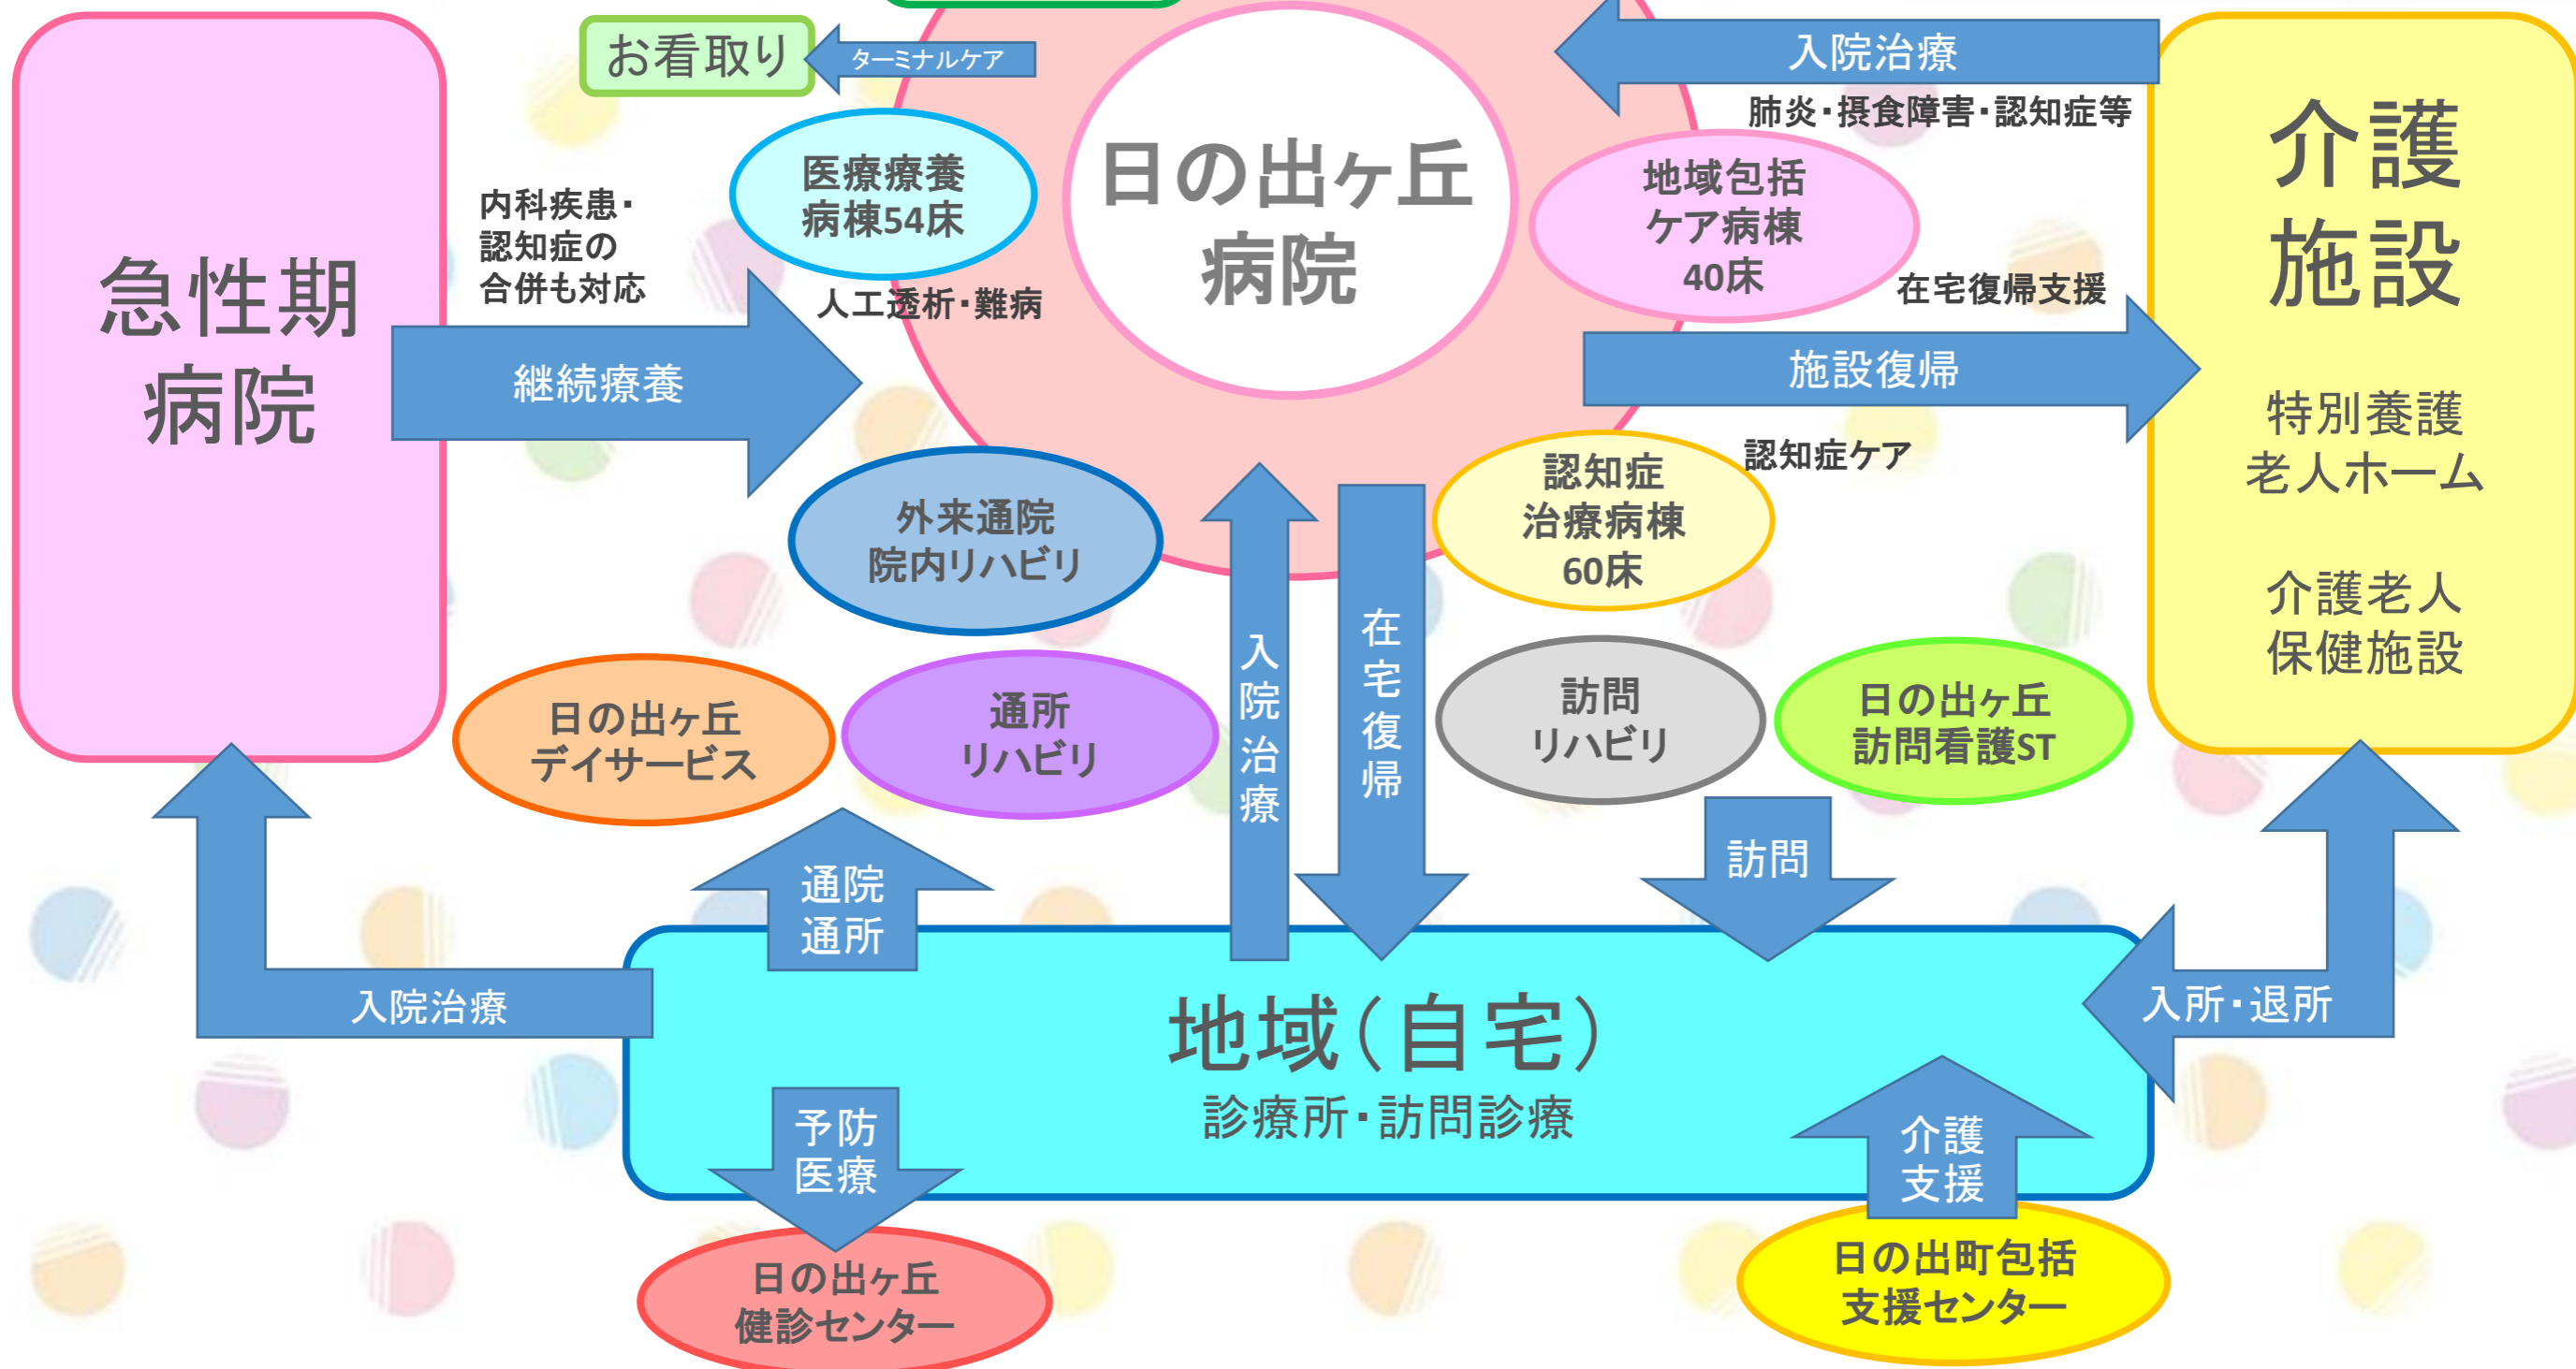 お看取り
ターミナルケア
入院治療
肺炎・摂食障害・認知症等
急性期
病院
内科疾患・
認知症の
合併も対応
継続療養
医療療養
病棟54床
人工透析・難病
日の出ヶ丘
病院
地域包括
ケア病棟
40床
在宅復帰支援
施設復帰
介護
施設
特別養護
老人ホーム
介護老人
保健施設
外来通院
院内リハビリ
認知症
治療病棟
60床
認知症ケア
日の出ヶ丘
デイサービス
通所
リハビリ
入院治療
在宅復帰
訪問
リハビリ
日の出ヶ丘
訪問看護ST
通院
通所
訪問
入院治療
入所・退所
地域（自宅）
診療所・訪問診療
予防
医療
介護
支援
日の出ヶ丘
健診センター
日の出町包括
支援センター